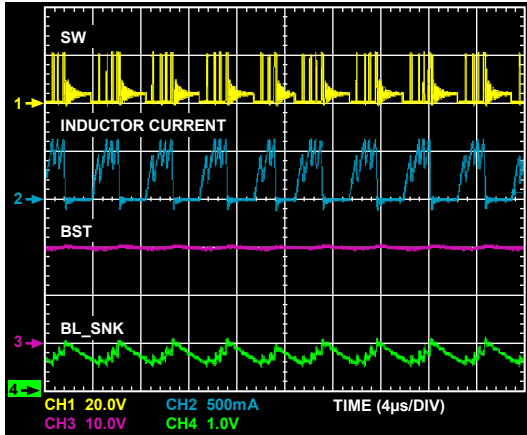 SW
1
INDUCTOR CURRENT
2
BST
BL_SNK
3
4
CH1 20.0V CH2 500mA TIME (4µs/DIV)
CH3 10.0V CH4 1.0V